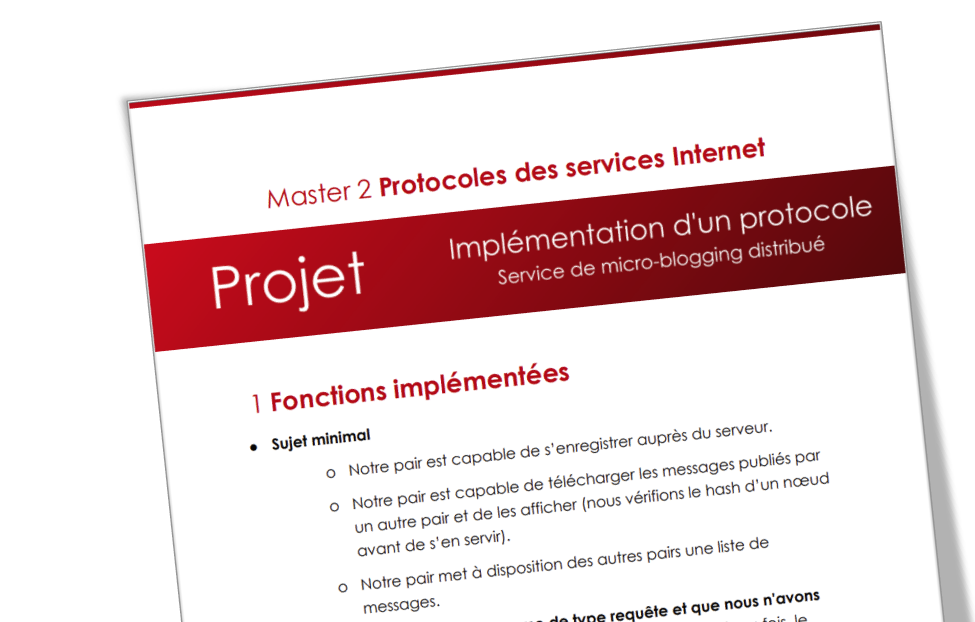 Master 2 Protocoles des services Internet
Projet
Implémentation d'un protocole
Service de micro-blogging distribué
1 Fonctions implémentées
• Sujet minimal
o Notre pair est capable de s'enregistrer auprès du serveur.
o Notre pair est capable de télécharger les messages publiés par
un autre pair et de les afficher (nous vérifions le hash d'un nœud
avant de s'en servir).
o Notre pair met à disposition des autres pairs une liste de
messages.
de type requête et que nous n'avons
fois, le